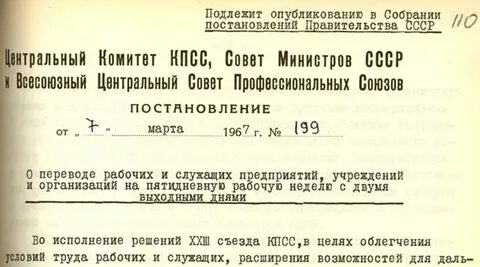 Подлежит опубликованию в Собрании
постановлений Правительства СССР
110
Центральный Комитет КПСС, Совет Министров СССР
и Всесоюзный Центральный Совет Профессиональных Союзов
ПОСТАНОВЛЕНИЕ
от "7" марта 1967 г. № 199
О переводе рабочих и служащих предприятий, учреждений
и организаций на пятидневную рабочую неделю с двумя
выходными днями
Во исполнение решений XXIII съезда КПСС, в целях облегчения
условий труда рабочих и служащих, расширения возможностей для даль-